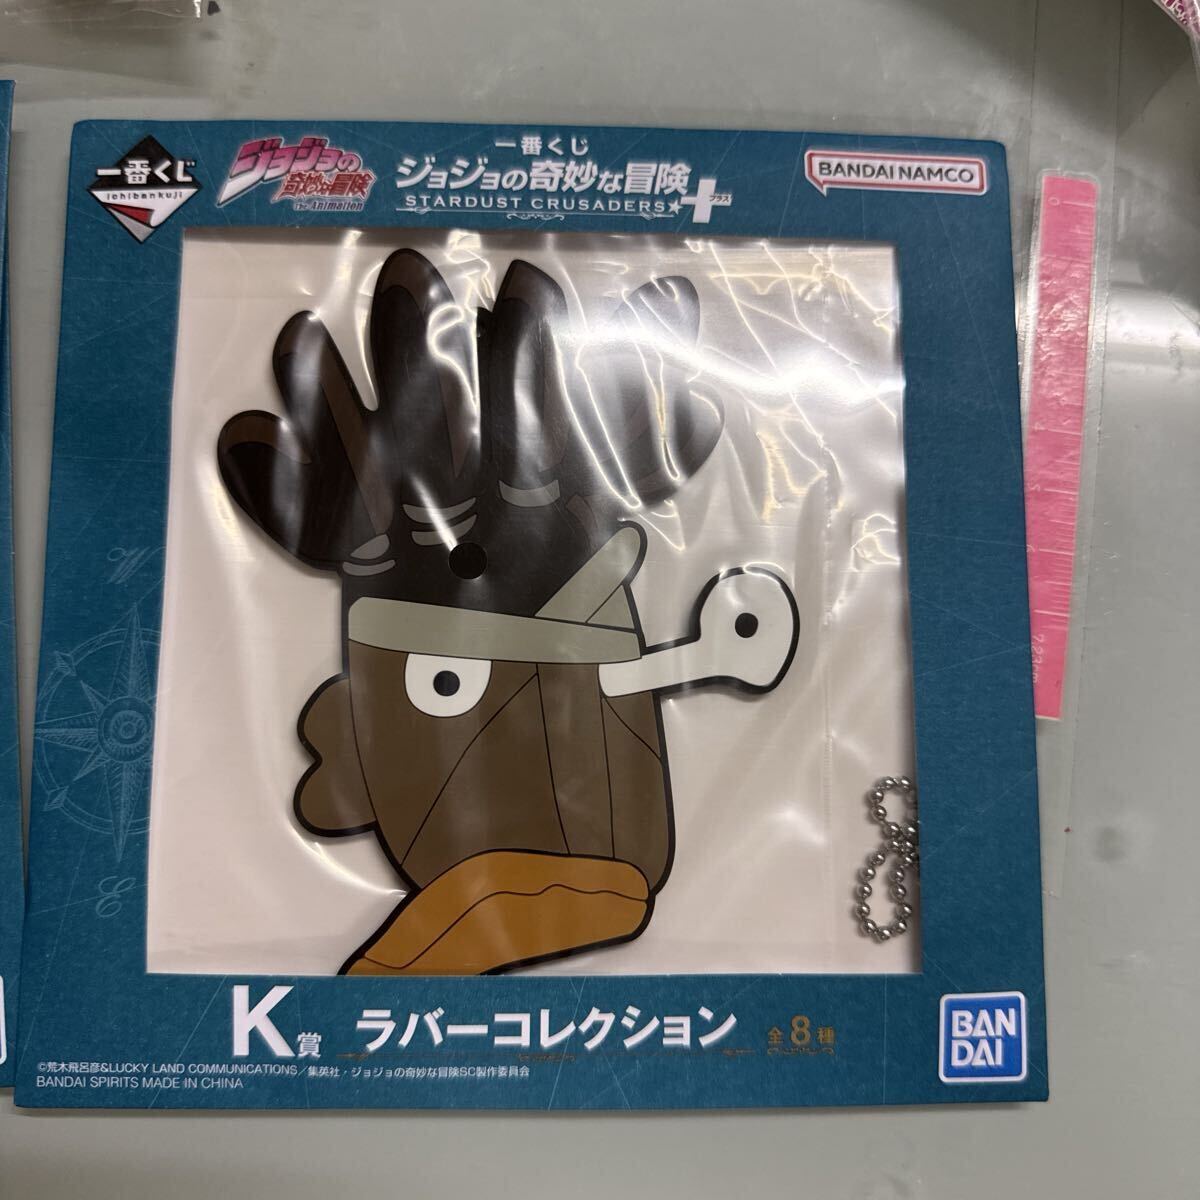 一番くじ
ichibankuji
ジョジョの
奇妙な冒険
The Animation
一番くじ
ジョジョの奇妙な冒険
STARDUST CRUSADERS
プラス
BANDAI NAMCO
W
E
K賞 ラバーコレクション 全8種
©荒木飛呂彦&LUCKY LAND COMMUNICATIONS／集英社・ジョジョの奇妙な冒険SC製作委員会
BANDAI SPIRITS MADE IN CHINA
BAN
DAI